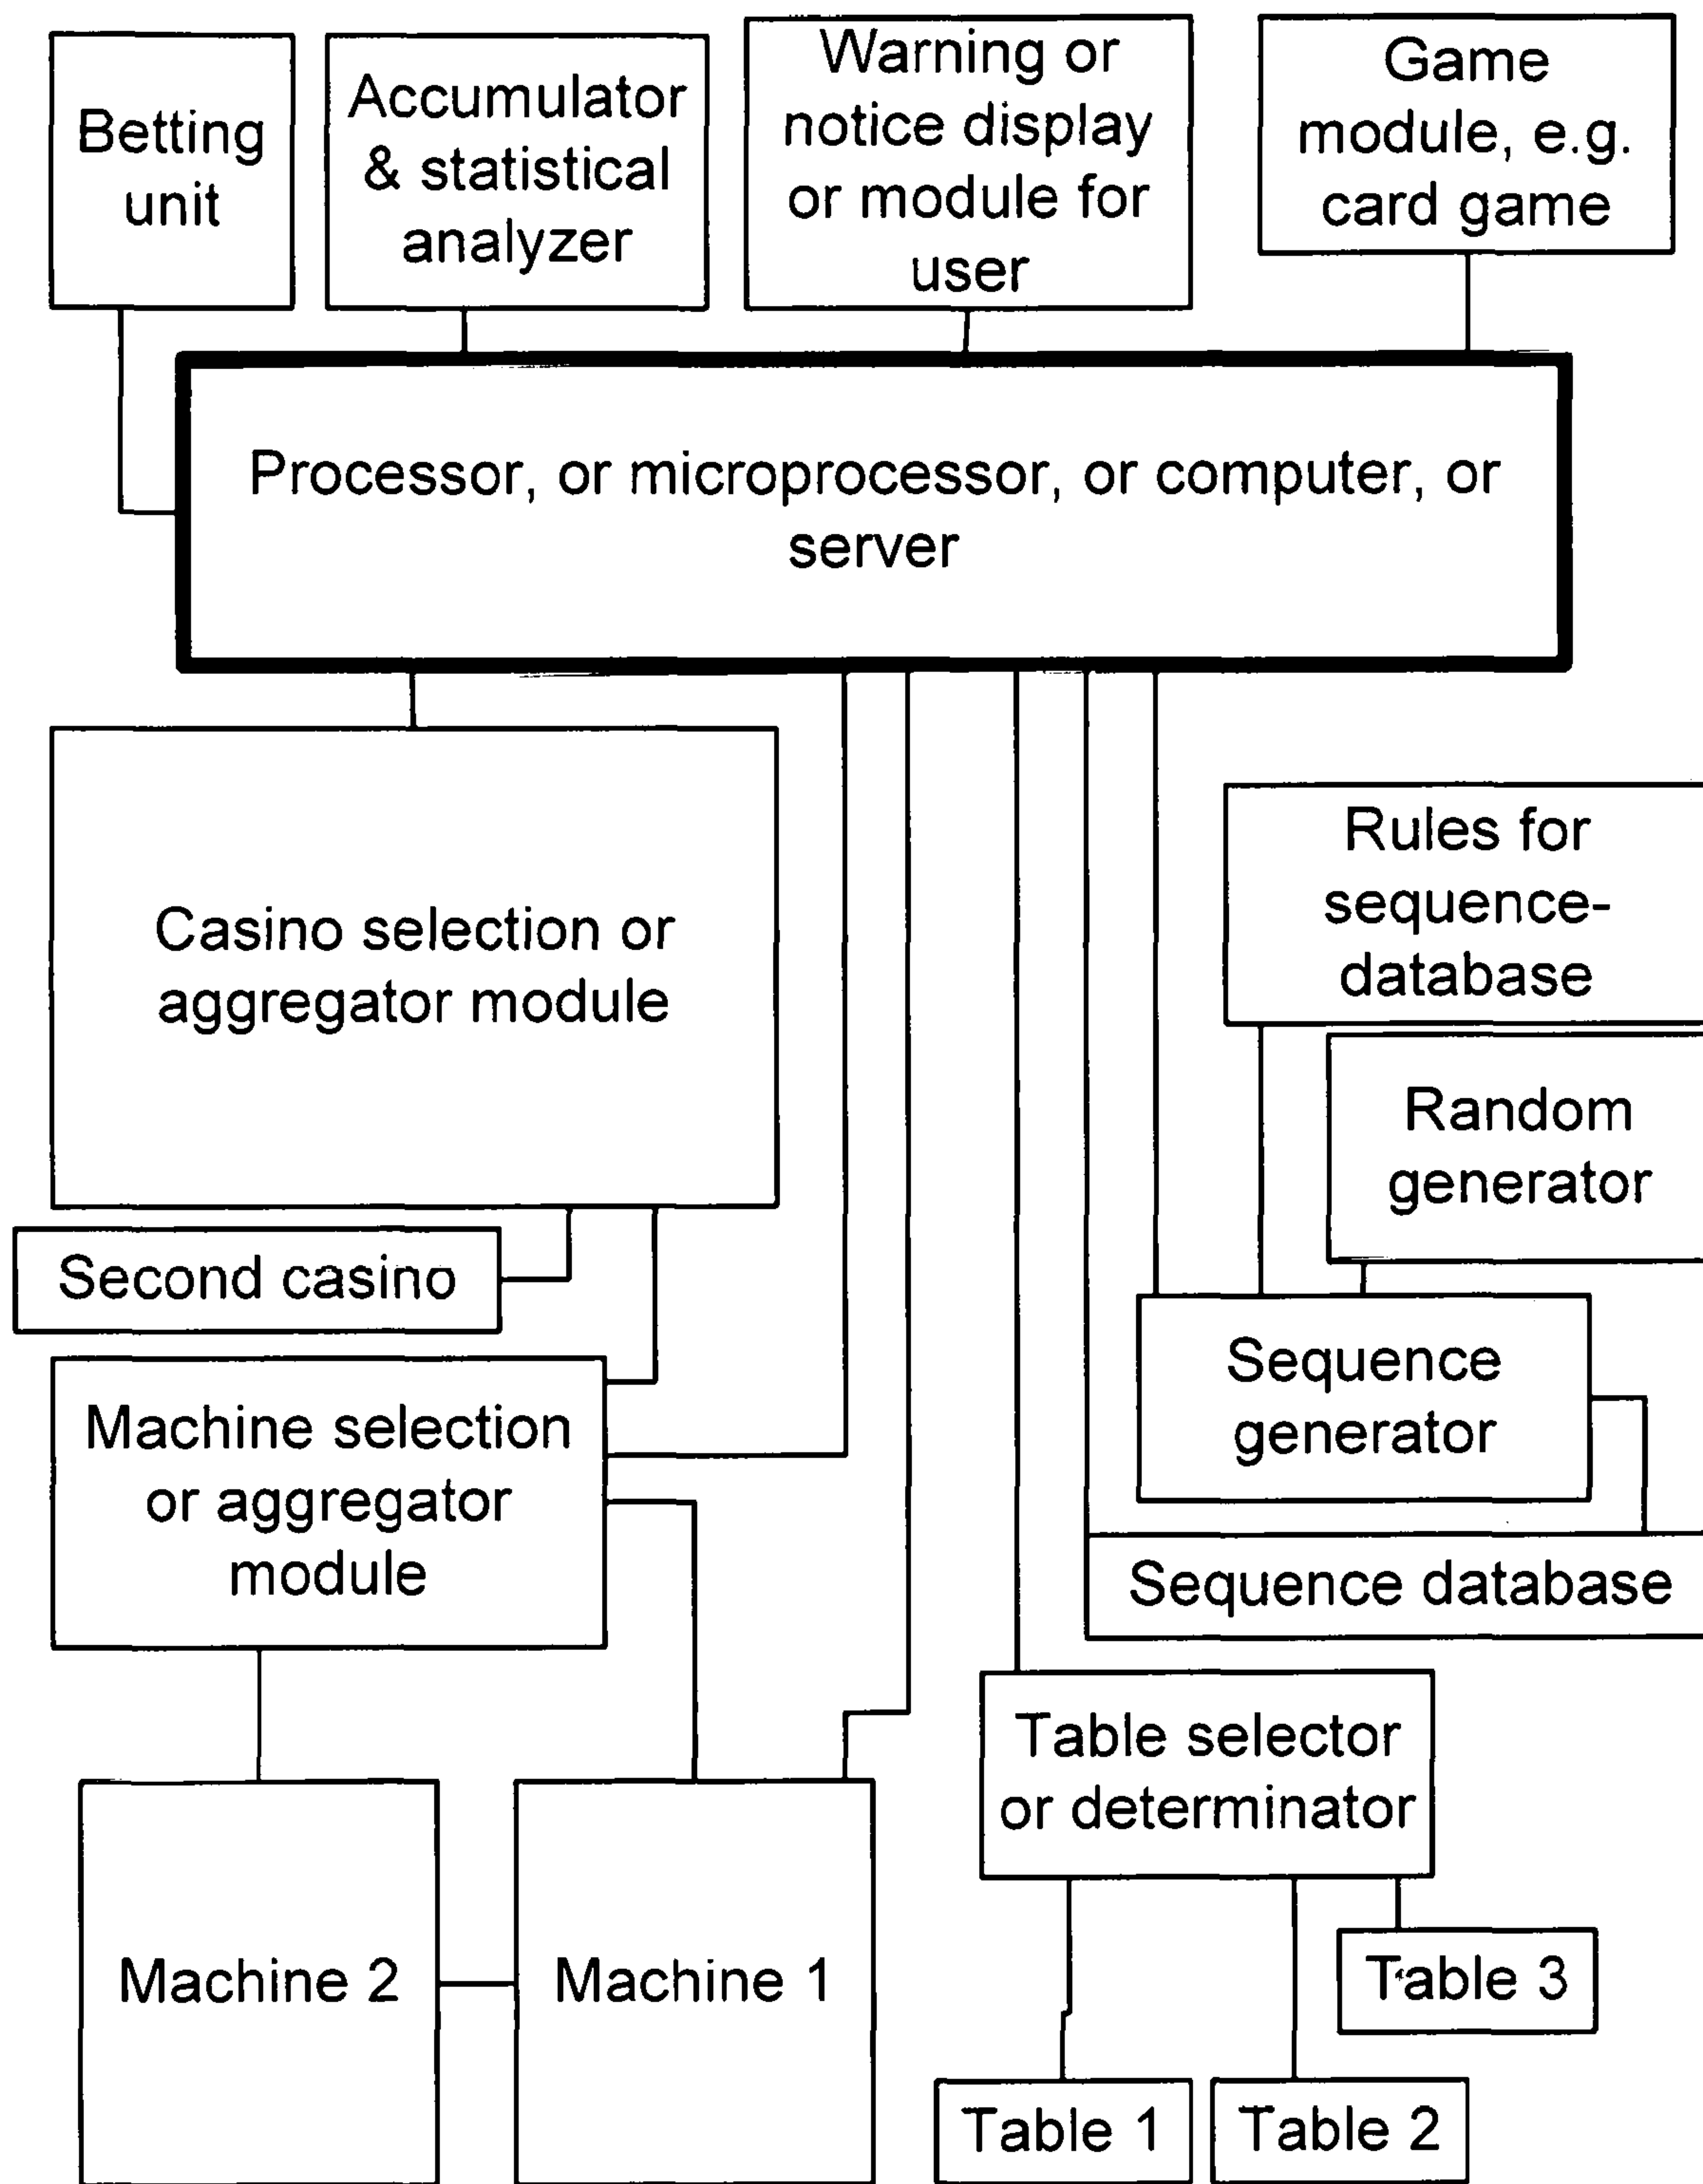 Betting
unit
Accumulator
& statistical
analyzer
Warning or
notice display
or module for
user
Game
module, e.g.
card game
Processor, or microprocessor, or computer, or
server
Casino selection or
aggregator module
Rules for
sequence-
database
Random
generator
Second casino
Sequence
generator
Machine selection
or aggregator
module
Sequence database
Table selector
or determinator
Machine 2
Machine 1
Table 3
Table 1
Table 2